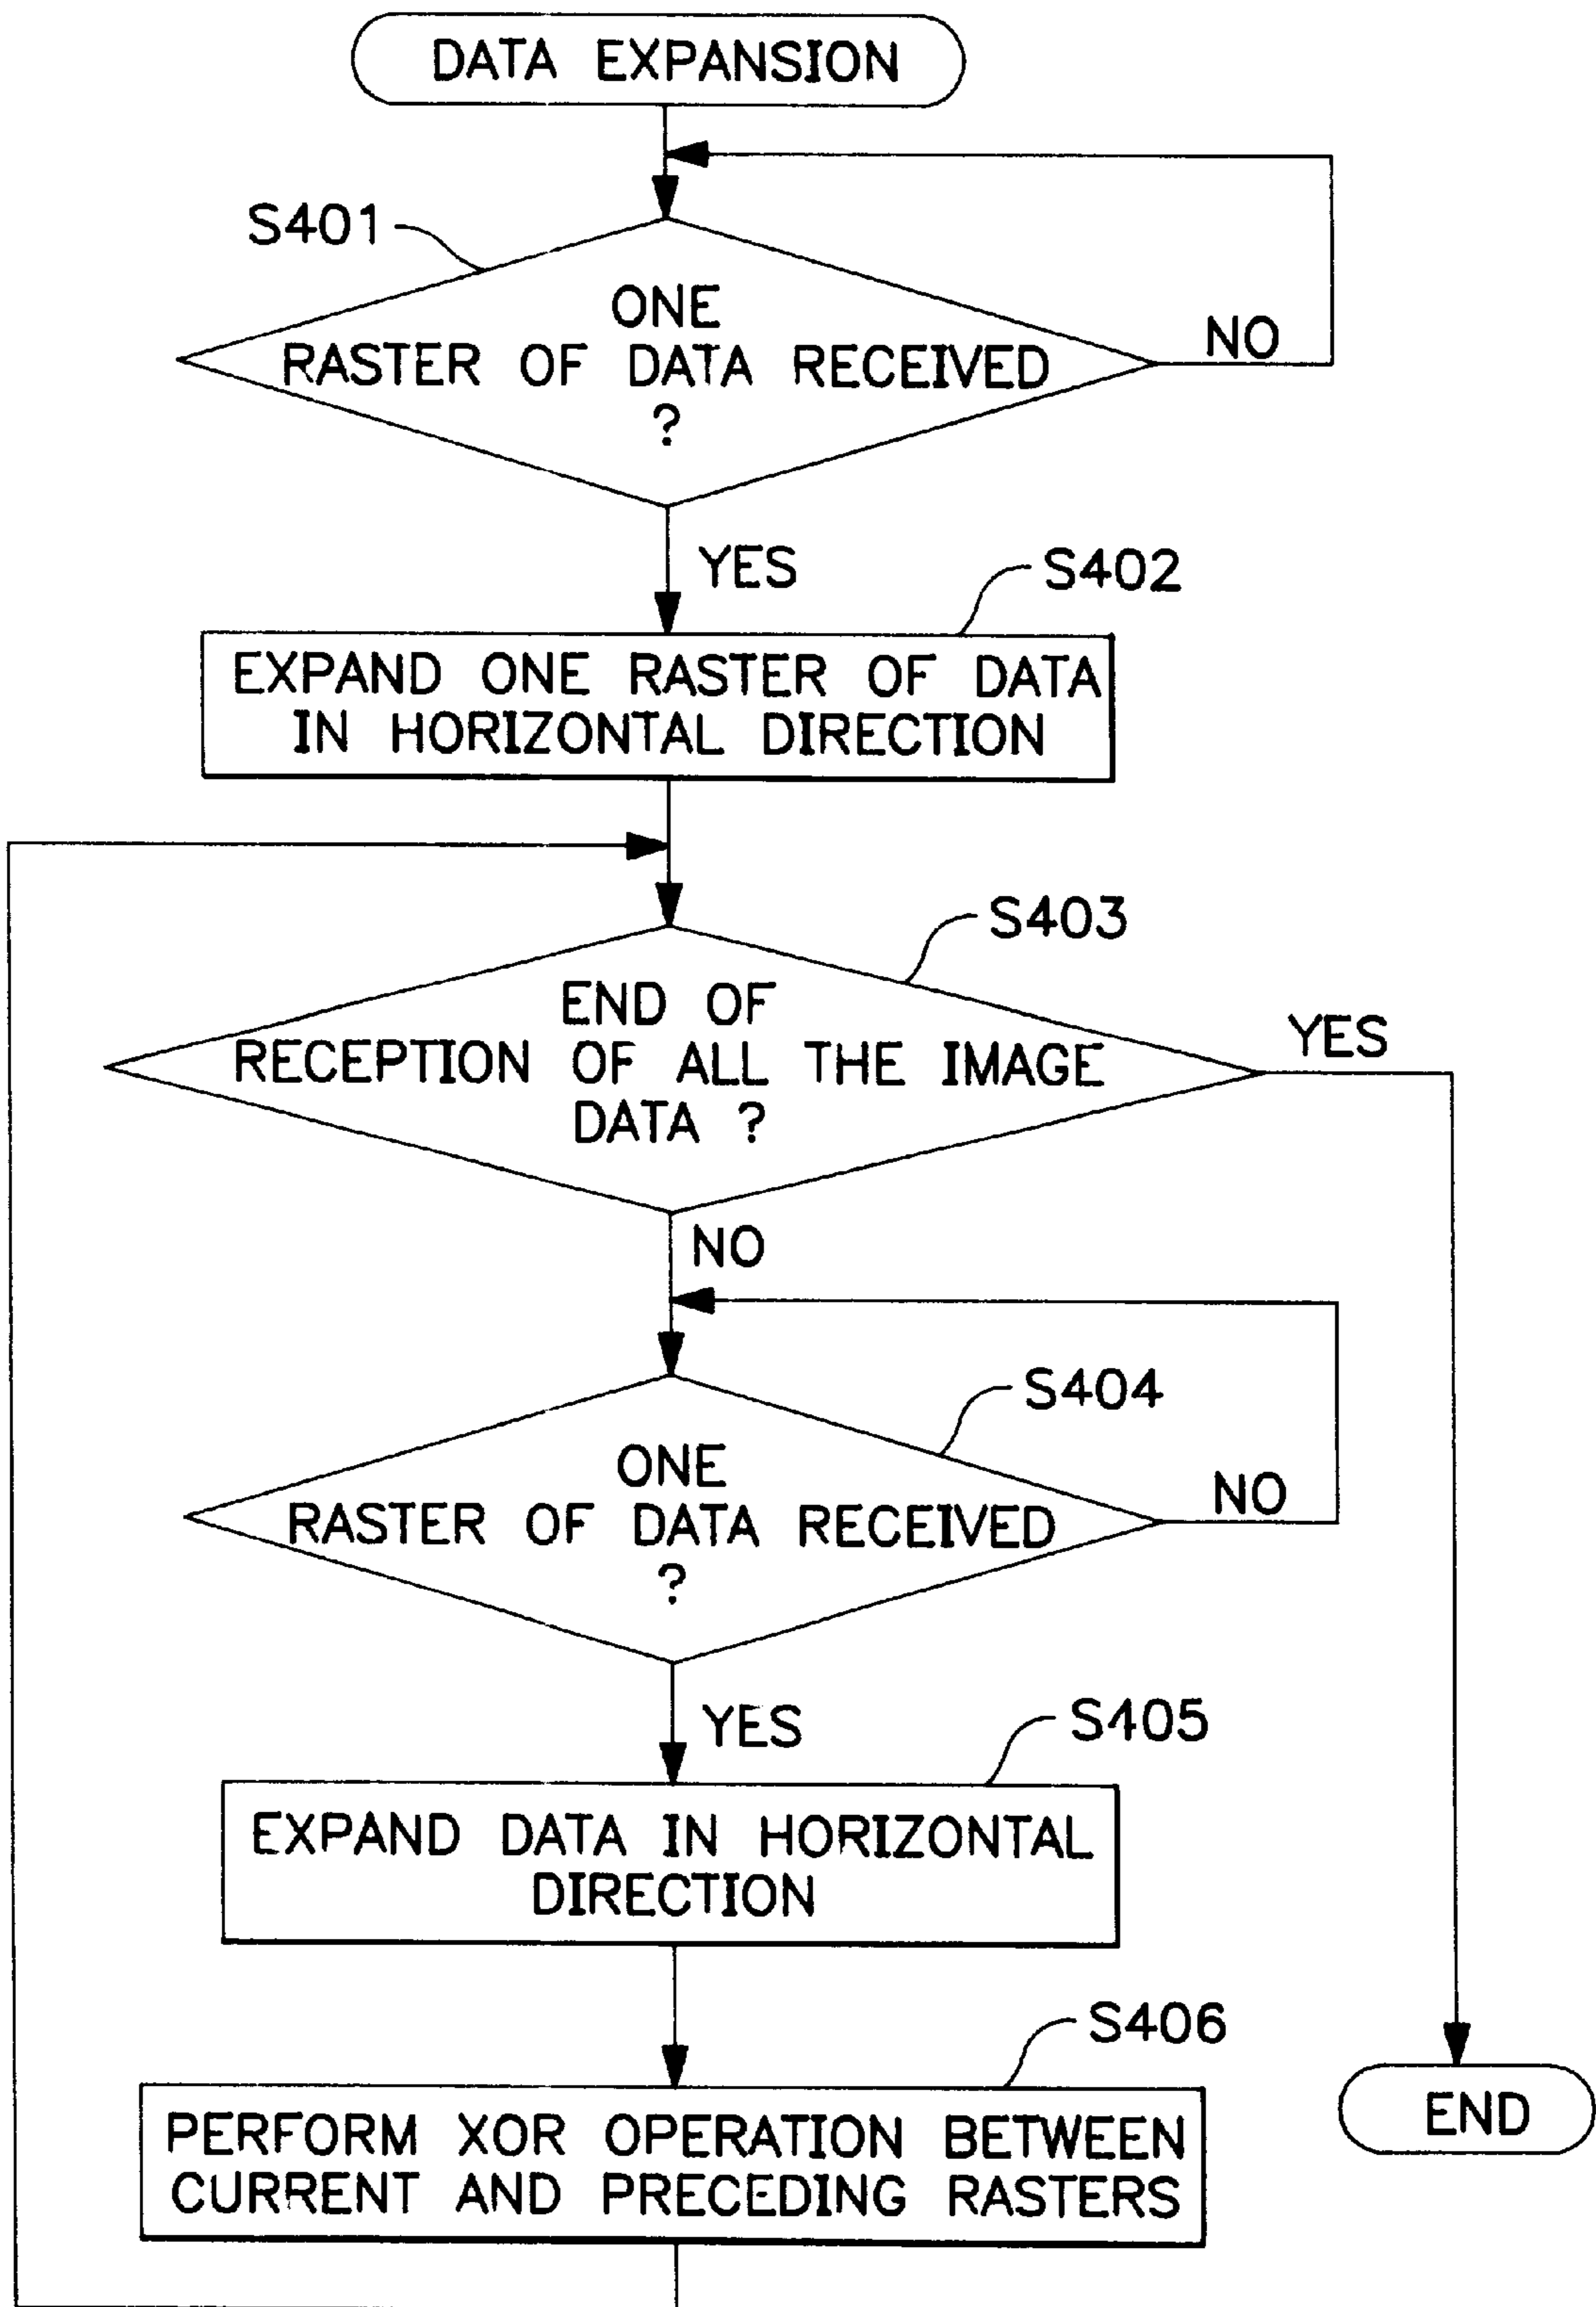 DATA EXPANSION
S401
ONE
RASTER OF DATA RECEIVED
?
NO
YES
S402
EXPAND ONE RASTER OF DATA
IN HORIZONTAL DIRECTION
S403
END OF
RECEPTION OF ALL THE IMAGE
DATA ?
YES
NO
S404
ONE
RASTER OF DATA RECEIVED
?
NO
YES
S405
EXPAND DATA IN HORIZONTAL
DIRECTION
S406
PERFORM XOR OPERATION BETWEEN
CURRENT AND PRECEDING RASTERS
END